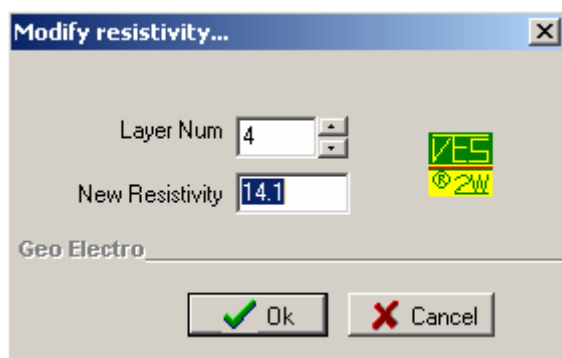 Modify resistivity...
Layer Num 4
New Resistivity 14.1
VES
® 2W
Geo Electro
Ok Cancel